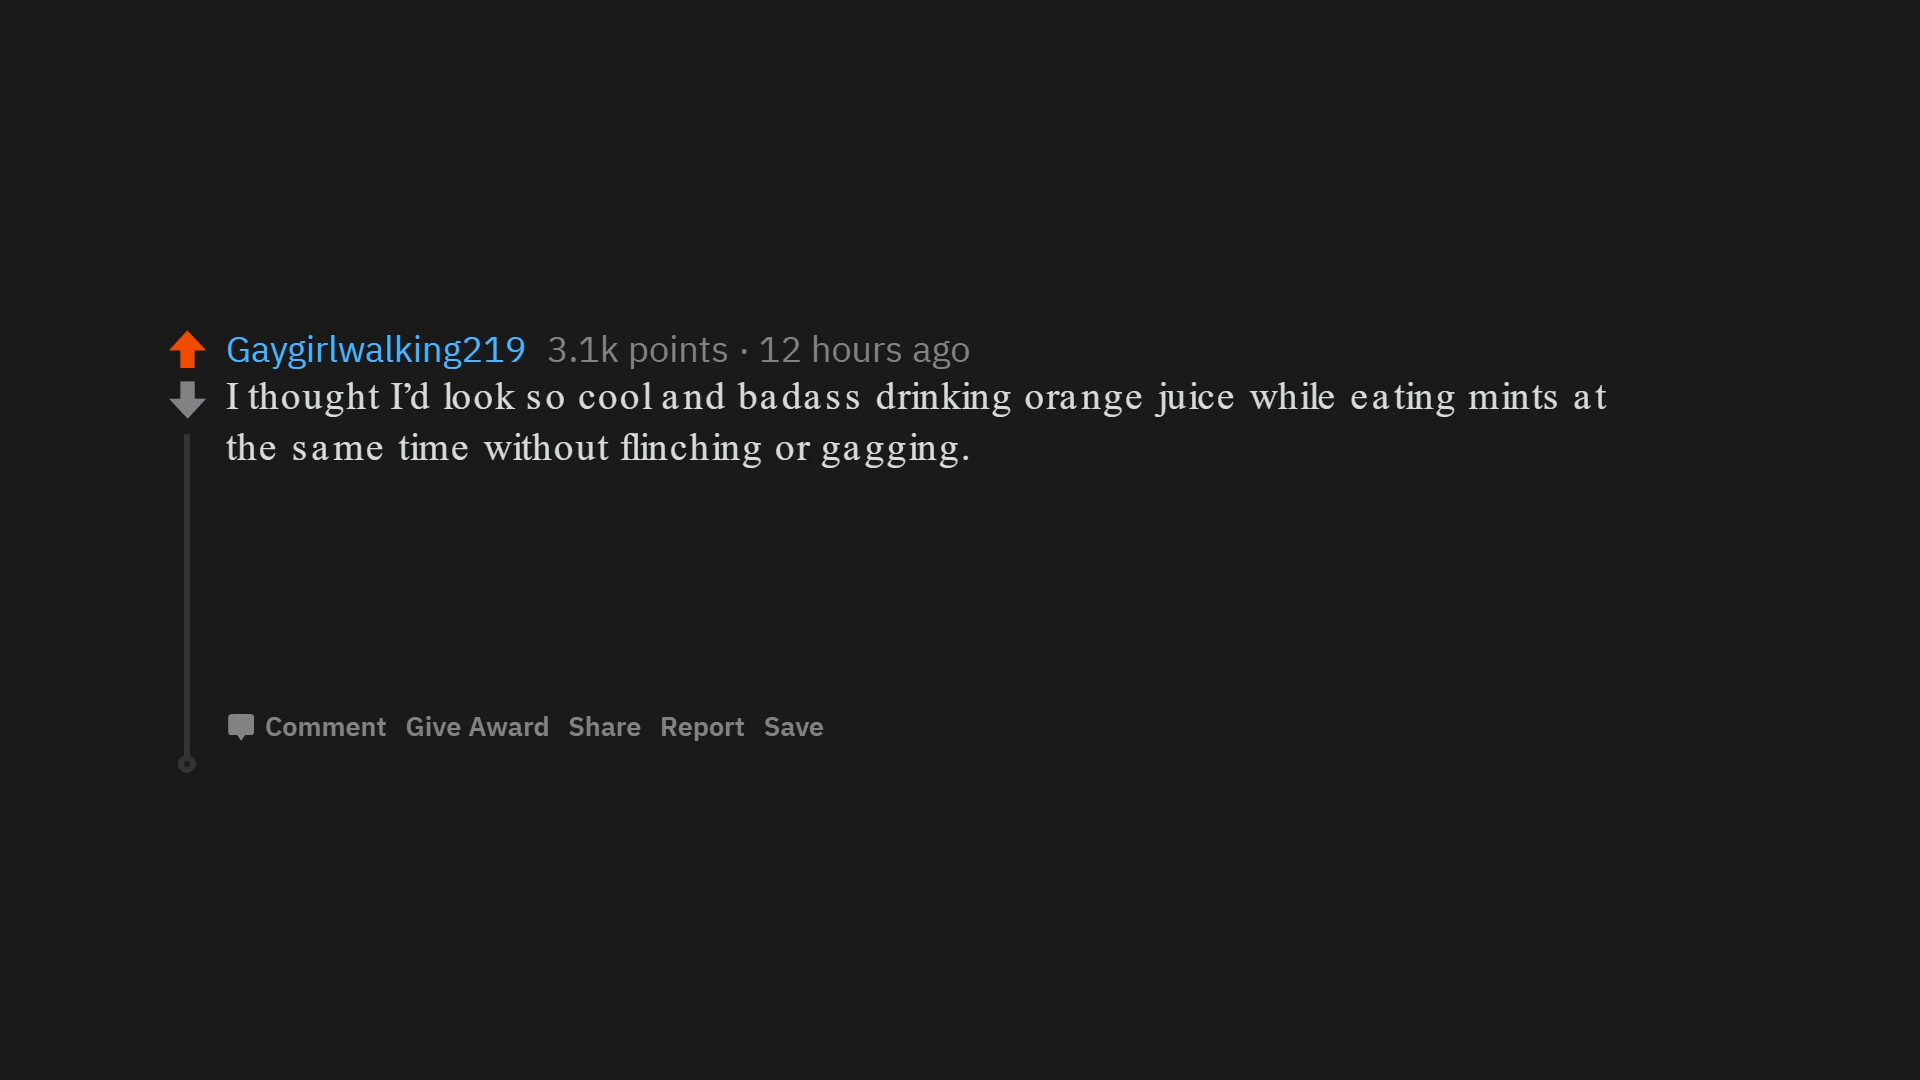 Gaygirlwalking219 3.1k points · 12 hours ago
I thought I’d look so cool and badass drinking orange juice while eating mints at
the same time without flinching or gagging.
Comment Give Award Share Report Save